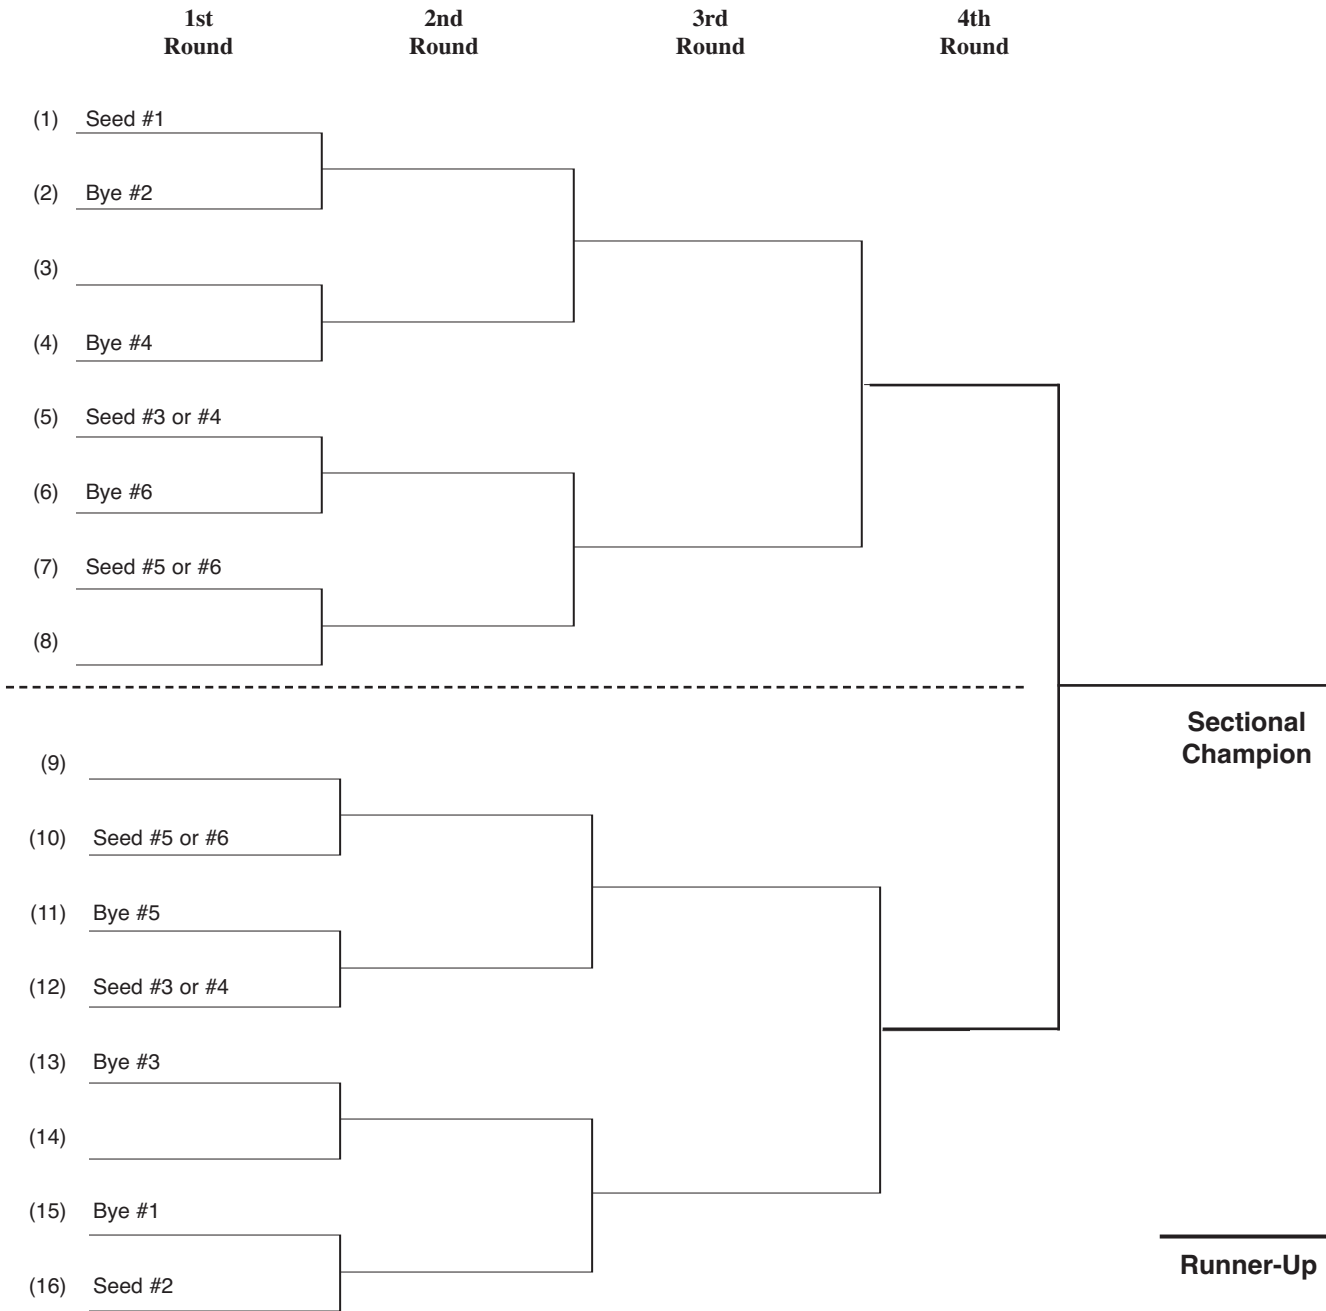 1st
Round
2nd
Round
3rd
Round
4th
Round
(1) Seed #1
(2) Bye #2
(3)
(4) Bye #4
(5) Seed #3 or #4
(6) Bye #6
(7) Seed #5 or #6
(8)
Sectional
Champion
(9)
(10) Seed #5 or #6
(11) Bye #5
(12) Seed #3 or #4
(13) Bye #3
(14)
(15) Bye #1
(16) Seed #2
Runner-Up